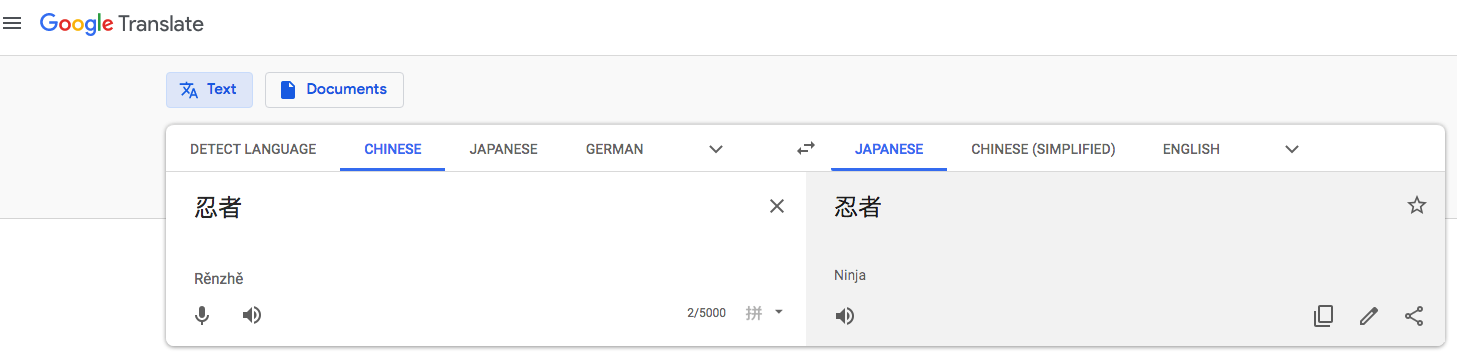 Google Translate
Text Documents
DETECT LANGUAGE CHINESE JAPANESE GERMAN JAPANESE CHINESE (SIMPLIFIED) ENGLISH
忍者 忍者
Rěnzhě Ninja
2/5000 拼